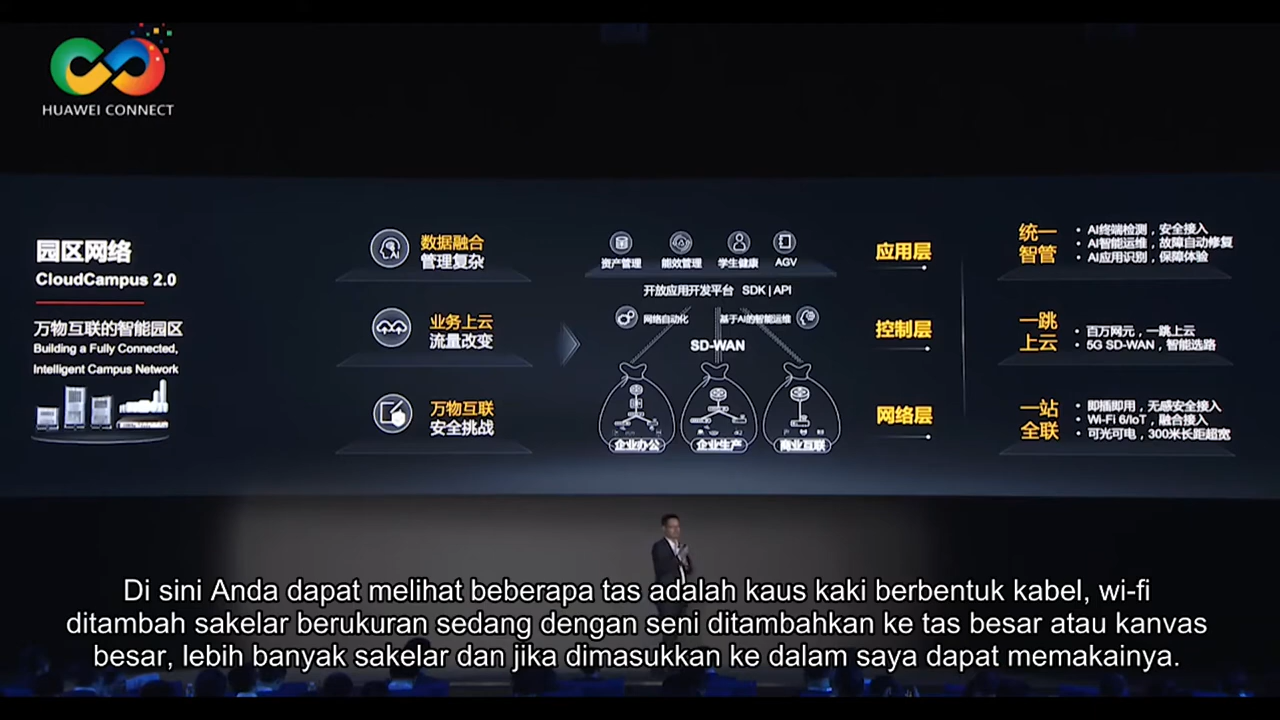 HUAWEI CONNECT
园区网络
CloudCampus 2.0
万物互联的智能园区
Building a Fully Connected,
Intelligent Campus Network
数据融合
管理复杂
业务上云
流量改变
万物互联
安全挑战
资产管理 能效管理 学生健康 AGV
开放应用开发平台 SDK | API
网络自动化 基于AI的智能运维
SD-WAN
企业办公 企业生产 商业互联
应用层
控制层
网络层
统一
智管
• AI终端检测，安全接入
• AI智能运维，故障自动修复
• AI应用识别，保障体验
一跳
上云
• 百万网元，一跳上云
• 5G SD-WAN，智能选路
一站
全联
• 即插即用，无感安全接入
• Wi-Fi 6/IoT，融合接入
• 可光可电，300米长距超宽
Di sini Anda dapat melihat beberapa tas adalah kaus kaki berbentuk kabel, wi-fi
ditambah sakelar berukuran sedang dengan seni ditambahkan ke tas besar atau kanvas
besar, lebih banyak sakelar dan jika dimasukkan ke dalam saya dapat memakainya.